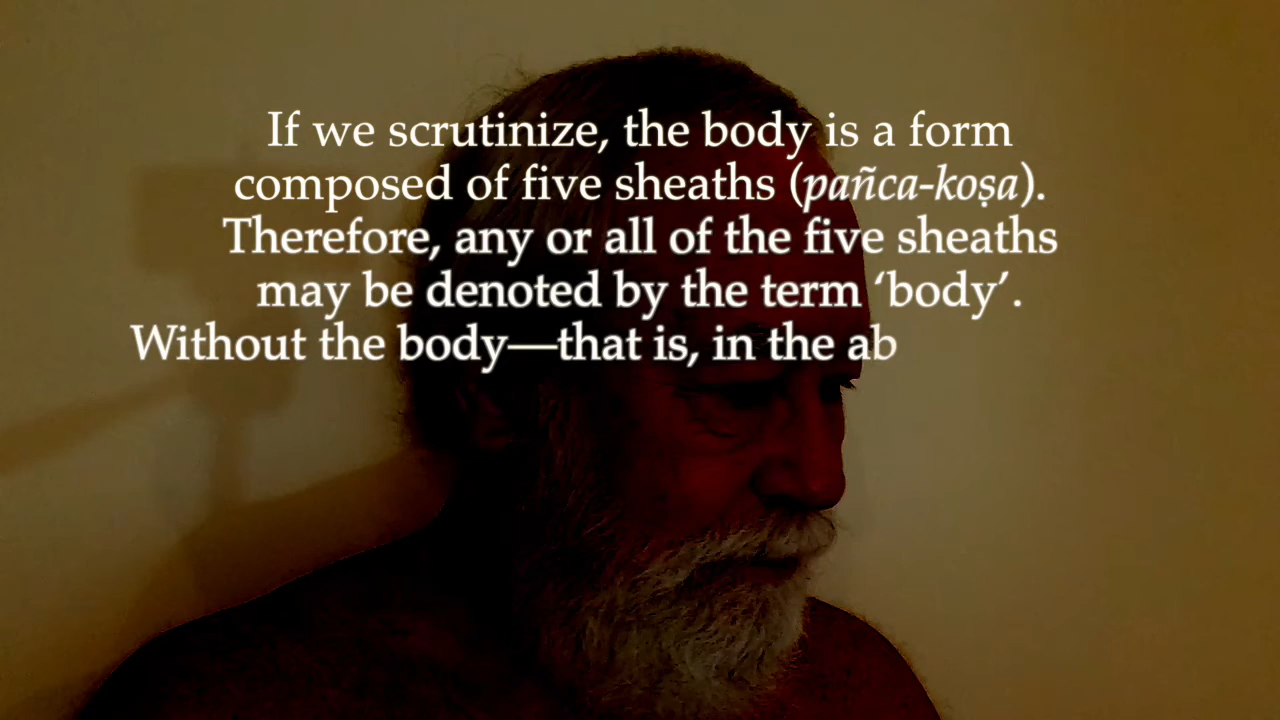 If we scrutinize, the body is a form
composed of five sheaths (pañca-koṣa).
Therefore, any or all of the five sheaths
may be denoted by the term ‘body’.
Without the body—that is, in the ab